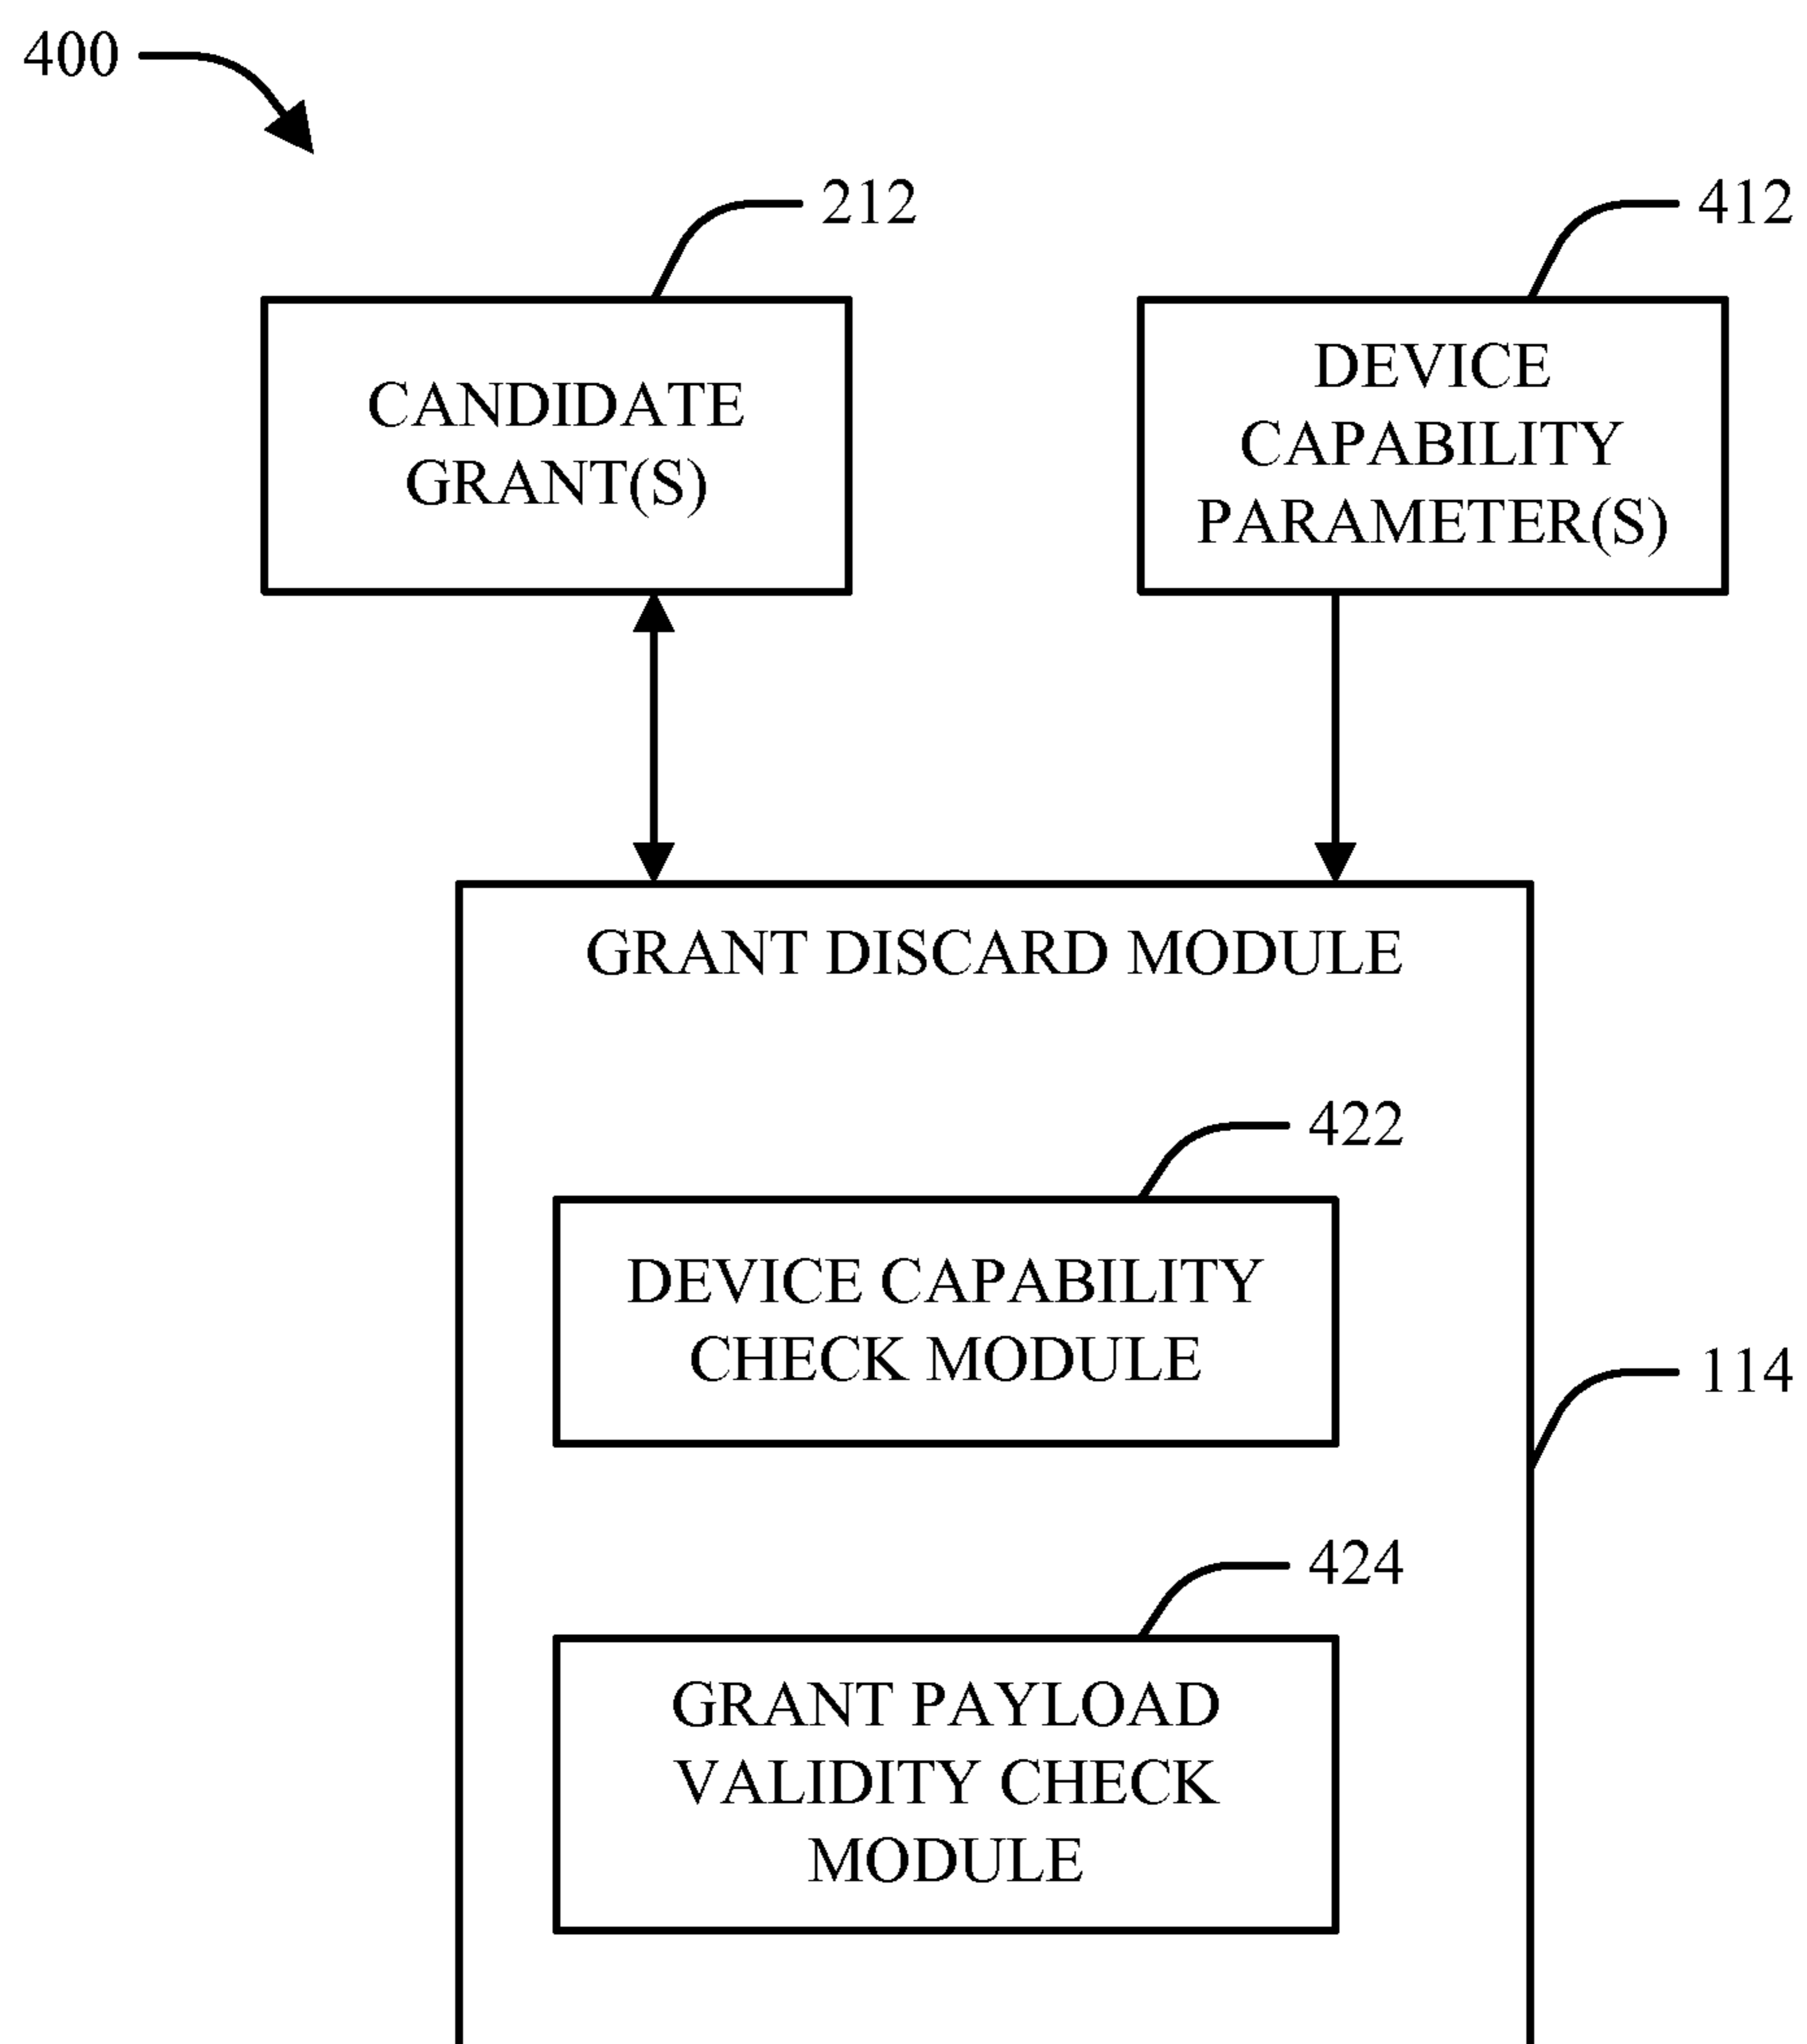 400
212
412
CANDIDATE
GRANT(S)
DEVICE
CAPABILITY
PARAMETER(S)
GRANT DISCARD MODULE
422
DEVICE CAPABILITY
CHECK MODULE
114
424
GRANT PAYLOAD
VALIDITY CHECK
MODULE